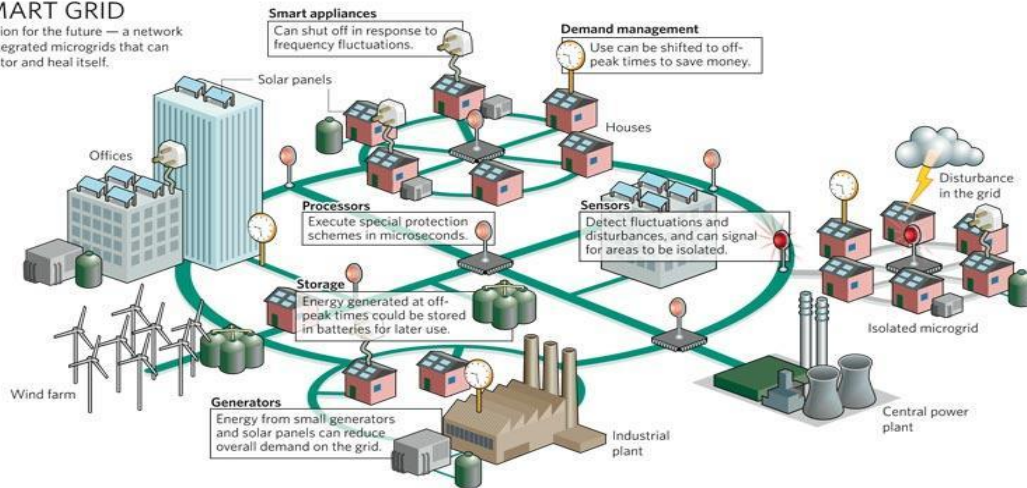 MART GRID
ion for the future — a network
tegrated microgrids that can
tor and heal itself.
Smart appliances
Can shut off in response to
frequency fluctuations.
Demand management
Use can be shifted to off-
peak times to save money.
Solar panels
Houses
Offices
Disturbance
in the grid
Processors
Execute special protection
schemes in microseconds.
Sensors
Detect fluctuations and
disturbances, and can signal
for areas to be isolated.
Storage
Energy generated at off-
peak times could be stored
in batteries for later use.
Isolated microgrid
Wind farm
Generators
Energy from small generators
and solar panels can reduce
overall demand on the grid.
Industrial
plant
Central power
plant